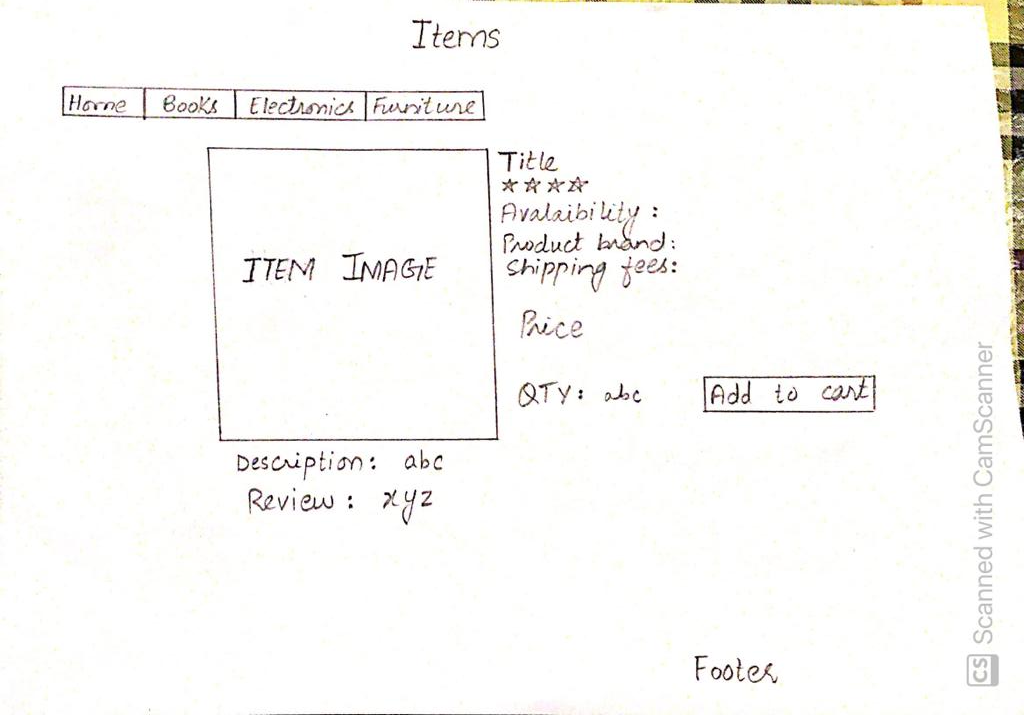 Items
Home Books Electronics Furniture
Title
☆☆☆☆
Avalaibility :
Product brand:
Shipping fees:
ITEM IMAGE
Price
QTY: abc Add to cart
Description: abc
Review: xyz
Footer
CS Scanned with CamScanner